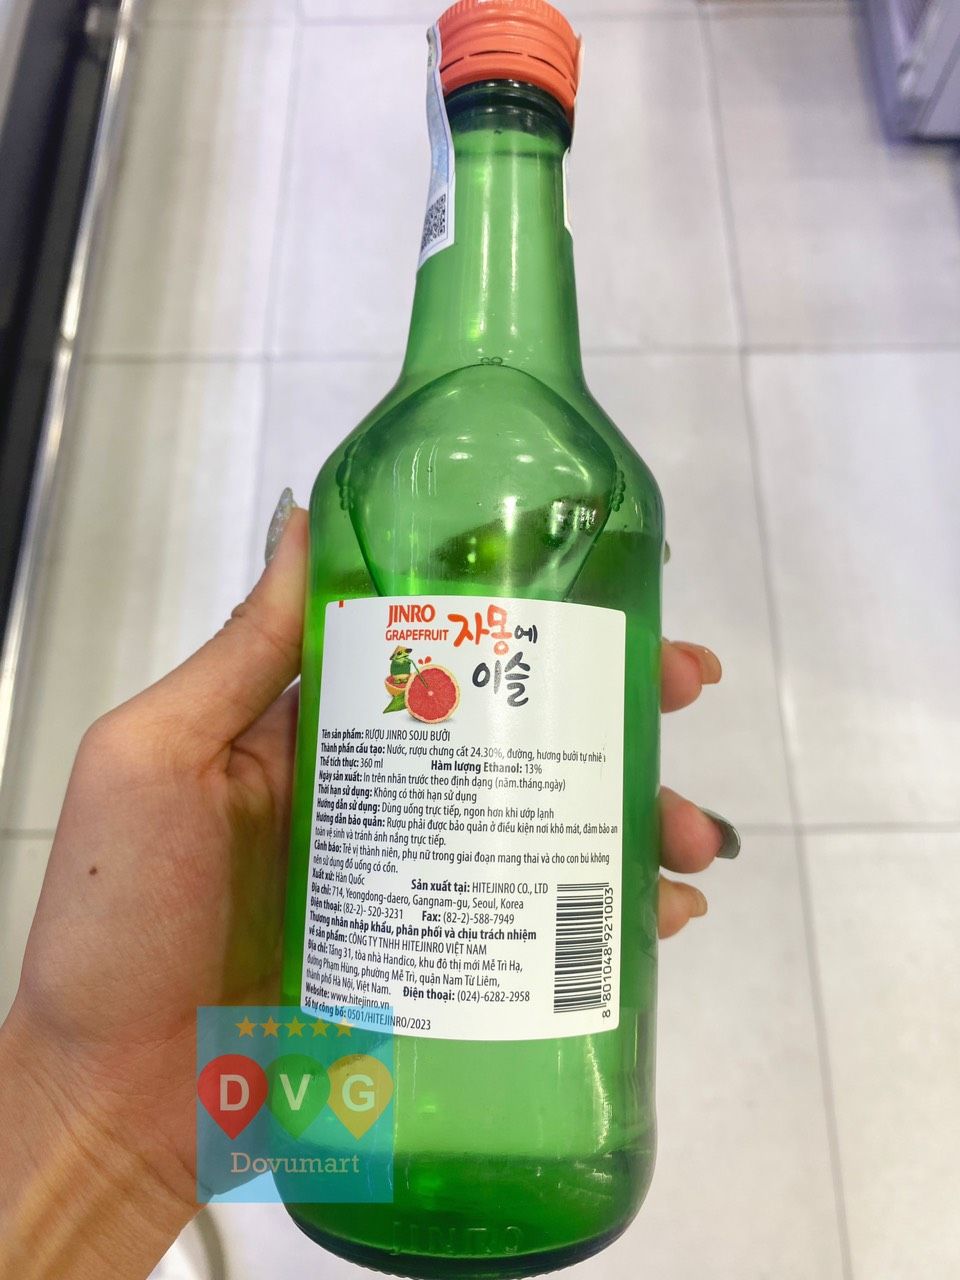 JINRO
GRAPEFRUIT
자몽에
이슬
Tên sản phẩm: RƯỢU JINRO SOJU BƯỞI
Thành phần cấu tạo: Nước, rượu chưng cất 24.30%, đường, hương bưởi tự nhiê
Thể tích thực: 360 ml Hàm lượng Ethanol: 13%
Ngày sản xuất: In trên nhãn trước theo định dạng (năm.tháng.ngày)
Thời hạn sử dụng: Không có thời hạn sử dụng
Hướng dẫn sử dụng: Dùng uống trực tiếp, ngon hơn khi ướp lạnh
Hướng dẫn bảo quản: Rượu phải được bảo quản ở điều kiện nơi khô mát, đảm bảo an
toàn vệ sinh và tránh ánh nắng trực tiếp.
Cảnh báo: Trẻ vị thành niên, phụ nữ trong giai đoạn mang thai và cho con bú không
nên sử dụng đồ uống có cồn.
Xuất xứ: Hàn Quốc Sản xuất tại: HITEJINRO CO., LTD
Địa chỉ: 714, Yeongdong-daero, Gangnam-gu, Seoul, Korea
Điện thoại: (82-2)- 520-3231 Fax: (82-2)-588-7949
Thương nhân nhập khẩu, phân phối và chịu trách nhiệm
về sản phẩm: CÔNG TY TNHH HITEJINRO VIỆT NAM
Địa chỉ: Tầng 31, tòa nhà Handico, khu đô thị mới Mễ Trì Hạ,
đường Phạm Hùng, phường Mễ Trì, quận Nam Từ Liêm,
thành phố Hà Nội, Việt Nam. Điện thoại: (024)-6282-2958
Website: www.hitejinro.vn
Số tự công bố: 0501/HITEJINRO/2023
8 801048 921003
DVG
Dovumart
JINRO